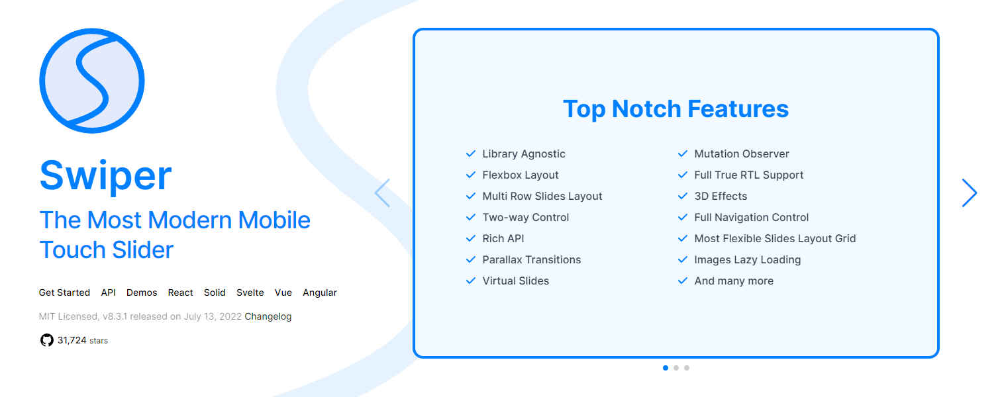 Swiper
The Most Modern Mobile
Touch Slider
Get Started API Demos React Solid Svelte Vue Angular
MIT Licensed, v8.3.1 released on July 13, 2022 Changelog
31,724 stars
Top Notch Features
Library Agnostic
Flexbox Layout
Multi Row Slides Layout
Two-way Control
Rich API
Parallax Transitions
Virtual Slides
Mutation Observer
Full True RTL Support
3D Effects
Full Navigation Control
Most Flexible Slides Layout Grid
Images Lazy Loading
And many more